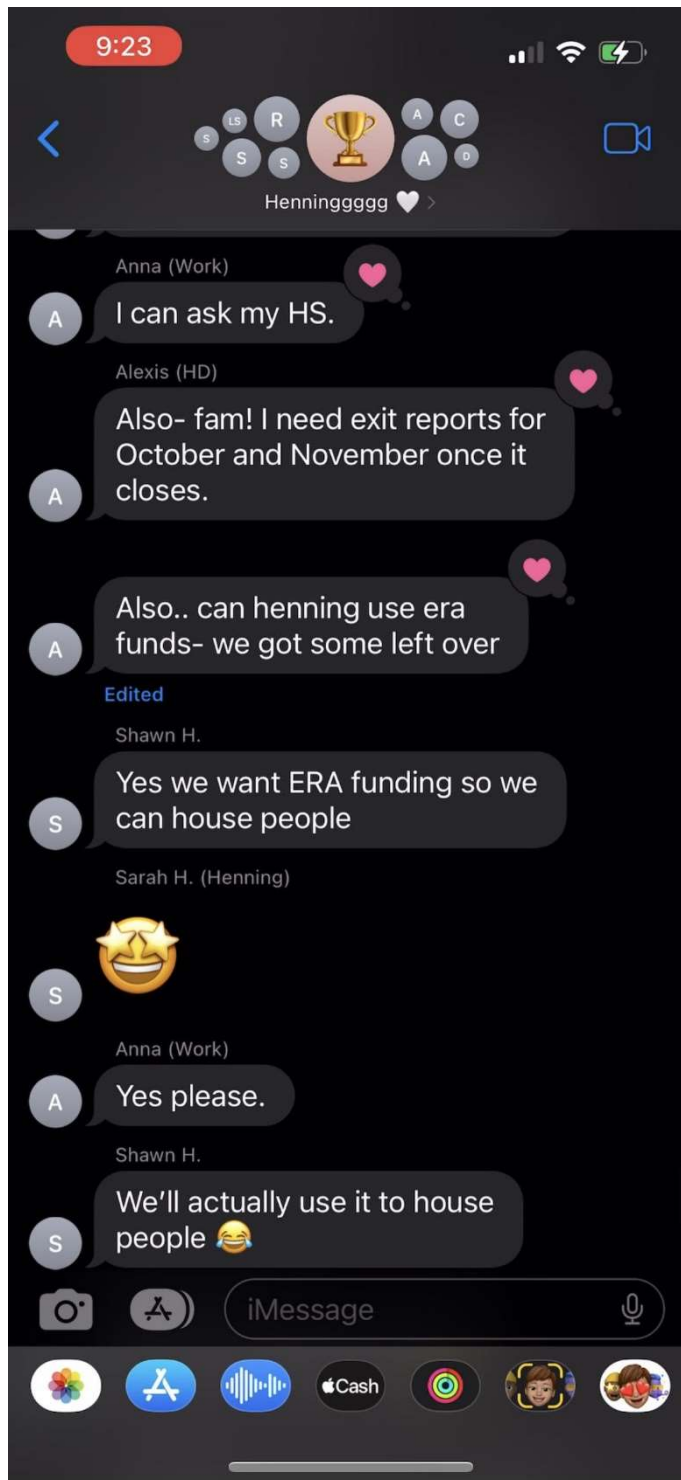 9:23
S
LS
R
S
S
A
C
A
D
Henninggggg 🤍 >
Anna (Work)
A
I can ask my HS.
Alexis (HD)
Also- fam! I need exit reports for
October and November once it
closes.
A
Also.. can henning use era
funds- we got some left over
A
Edited
Shawn H.
Yes we want ERA funding so we
can house people
S
Sarah H. (Henning)
🤩
S
Anna (Work)
Yes please.
A
Shawn H.
We'll actually use it to house
people 😂
S
iMessage
Cash